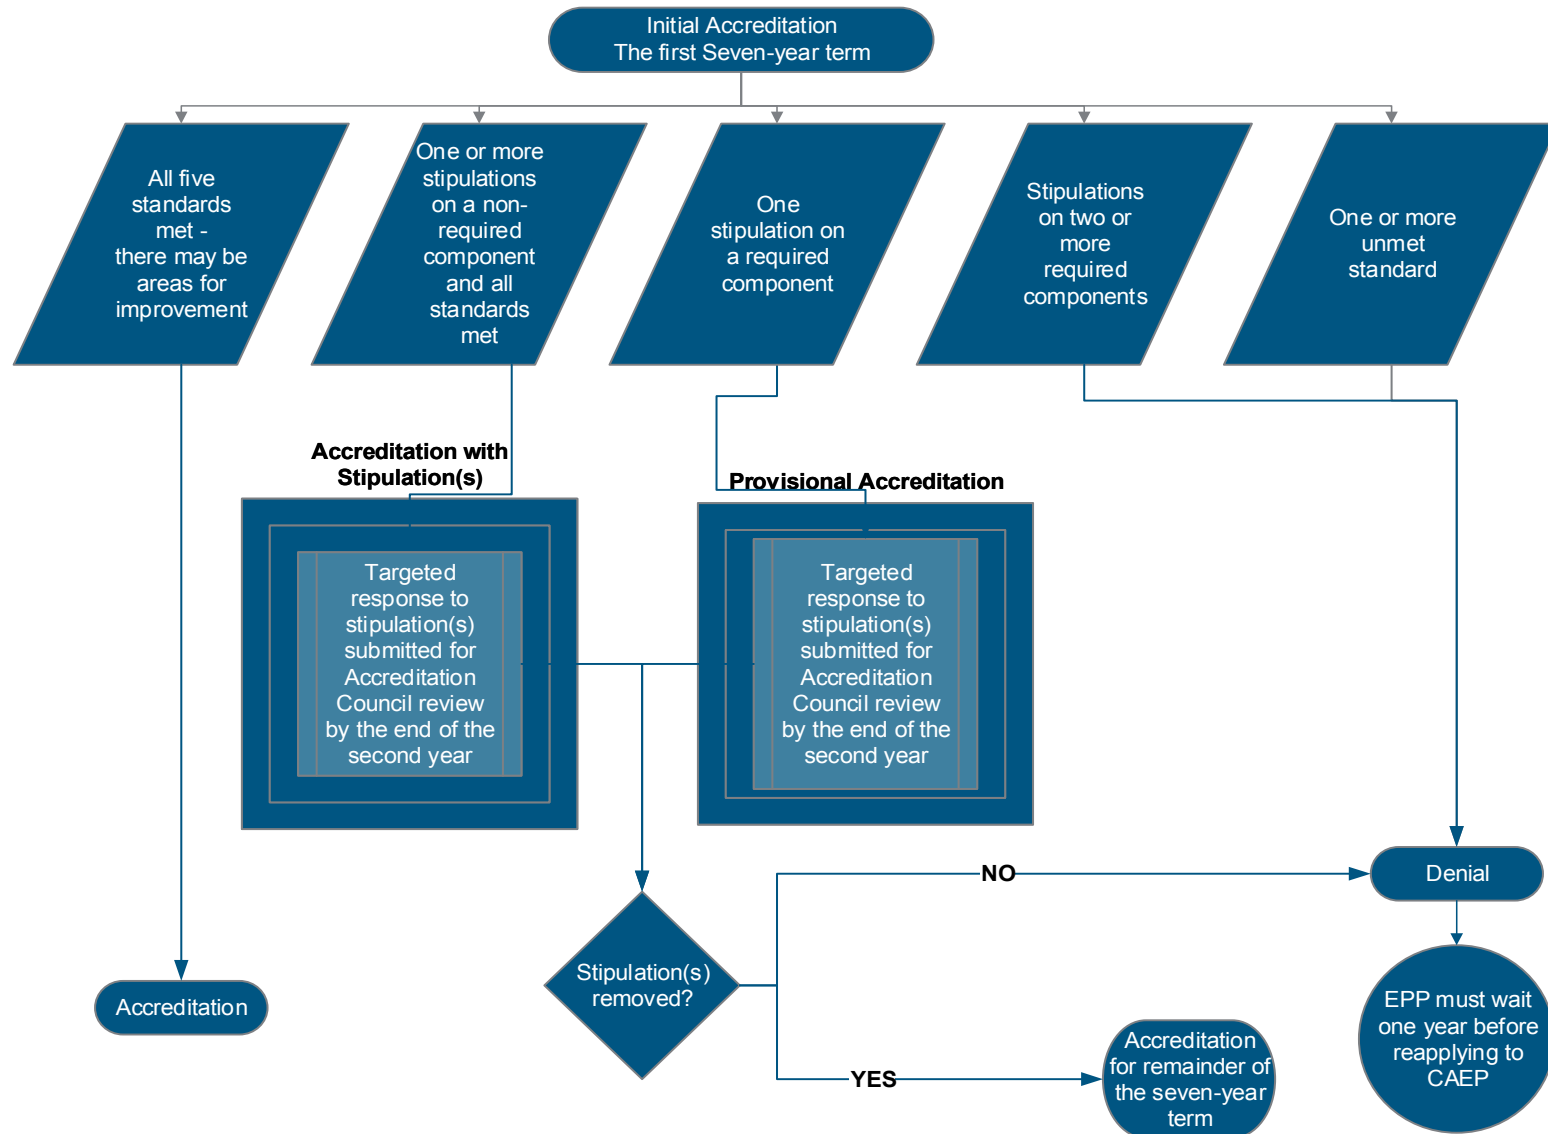 Initial Accreditation
The first Seven-year term
All five
standards
met -
there may be
areas for
improvement
One or more
stipulations
on a non-
required
component
and all
standards
met
One
stipulation on
a required
component
Stipulations
on two or
more
required
components
One or more
unmet
standard
Accreditation with
Stipulation(s)
Provisional Accreditation
Targeted
response to
stipulation(s)
submitted for
Accreditation
Council review
by the end of the
second year
Targeted
response to
stipulation(s)
submitted for
Accreditation
Council review
by the end of the
second year
NO
Denial
Stipulation(s)
removed?
Accreditation
EPP must wait
one year before
reapplying to
CAEP
YES
Accreditation
for remainder of
the seven-year
term